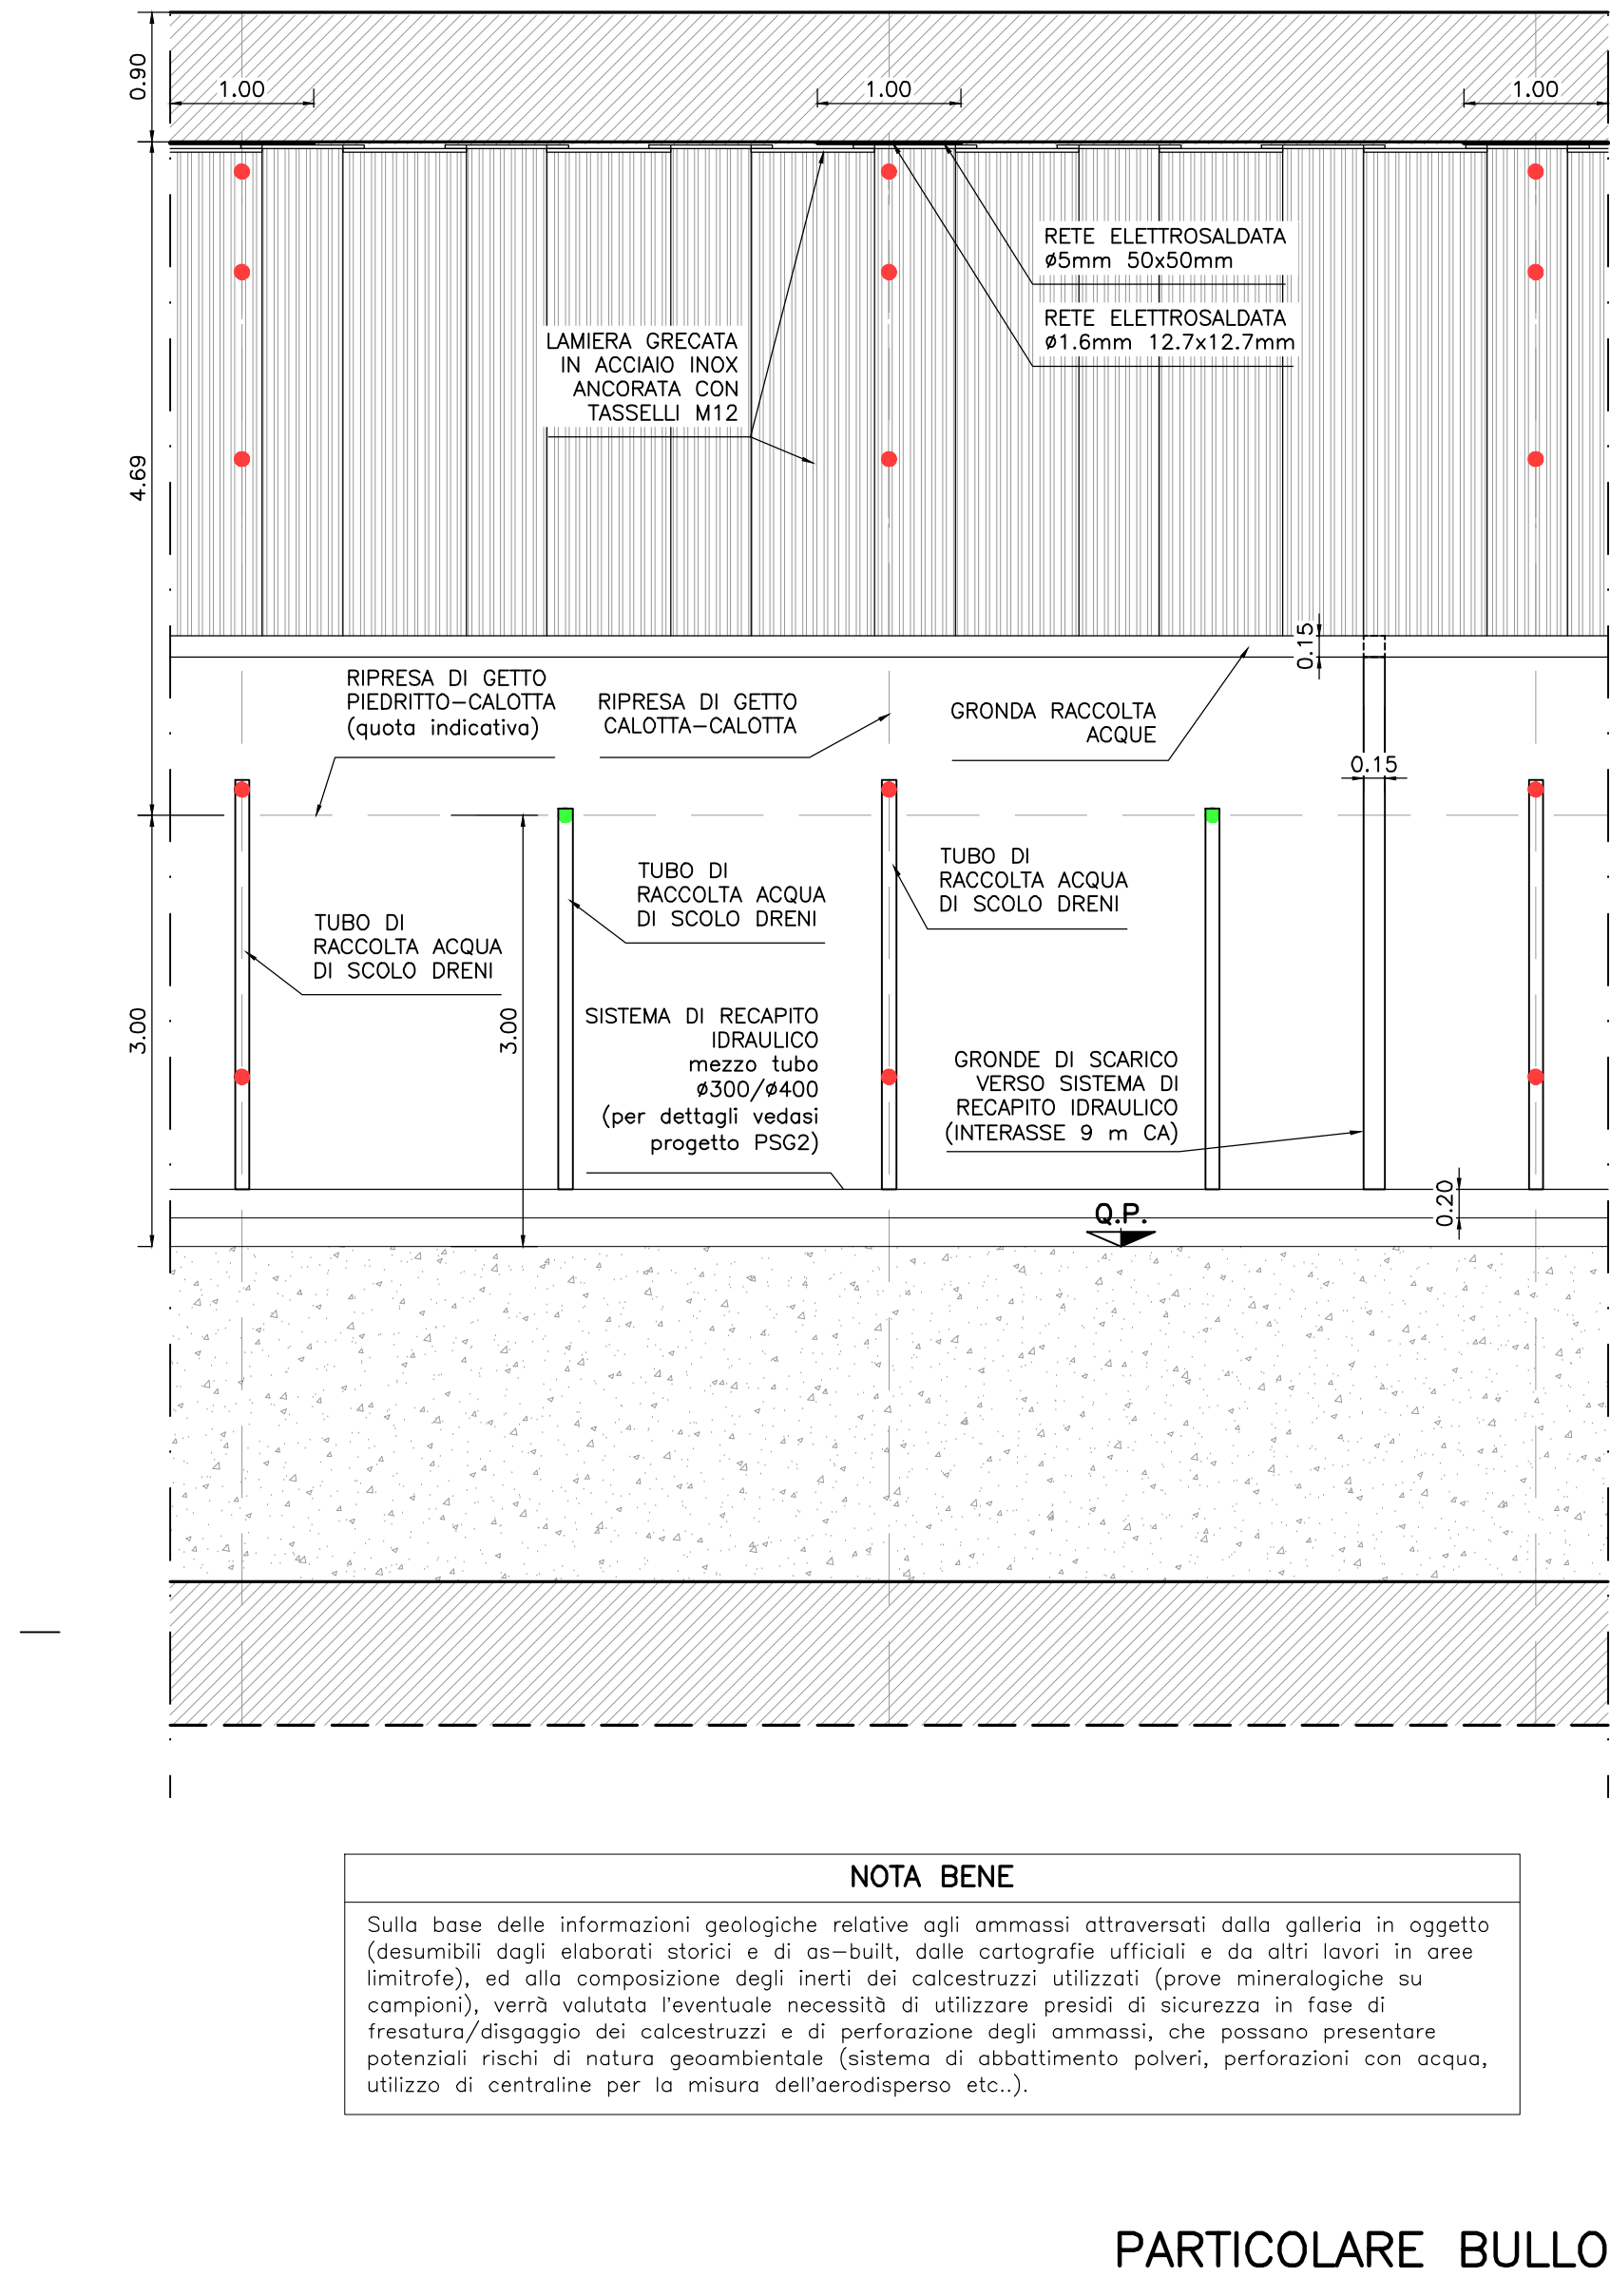 0.90
1.00
1.00
1.00
RETE ELETTROSALDATA
ø5mm 50x50mm
RETE ELETTROSALDATA
ø1.6mm 12.7x12.7mm
LAMIERA GRECATA
IN ACCIAIO INOX
ANCORATA CON
TASSELLI M12
4.69
0.15
RIPRESA DI GETTO
PIEDRITTO-CALOTTA
(quota indicativa)
RIPRESA DI GETTO
CALOTTA-CALOTTA
GRONDA RACCOLTA
ACQUE
0.15
TUBO DI
RACCOLTA ACQUA
DI SCOLO DRENI
TUBO DI
RACCOLTA ACQUA
DI SCOLO DRENI
TUBO DI
RACCOLTA ACQUA
DI SCOLO DRENI
3.00
3.00
SISTEMA DI RECAPITO
IDRAULICO
mezzo tubo
ø300/ø400
(per dettagli vedasi
progetto PSG2)
GRONDE DI SCARICO
VERSO SISTEMA DI
RECAPITO IDRAULICO
(INTERASSE 9 m CA)
0.20
Q.P.
NOTA BENE
Sulla base delle informazioni geologiche relative agli ammassi attraversati dalla galleria in oggetto
(desumibili dagli elaborati storici e di as-built, dalle cartografie ufficiali e da altri lavori in aree
limitrofe), ed alla composizione degli inerti dei calcestruzzi utilizzati (prove mineralogiche su
campioni), verrà valutata l'eventuale necessità di utilizzare presidi di sicurezza in fase di
fresatura/disgaggio dei calcestruzzi e di perforazione degli ammassi, che possano presentare
potenziali rischi di natura geoambientale (sistema di abbattimento polveri, perforazioni con acqua,
utilizzo di centraline per la misura dell'aerodisperso etc..).
PARTICOLARE BULLO